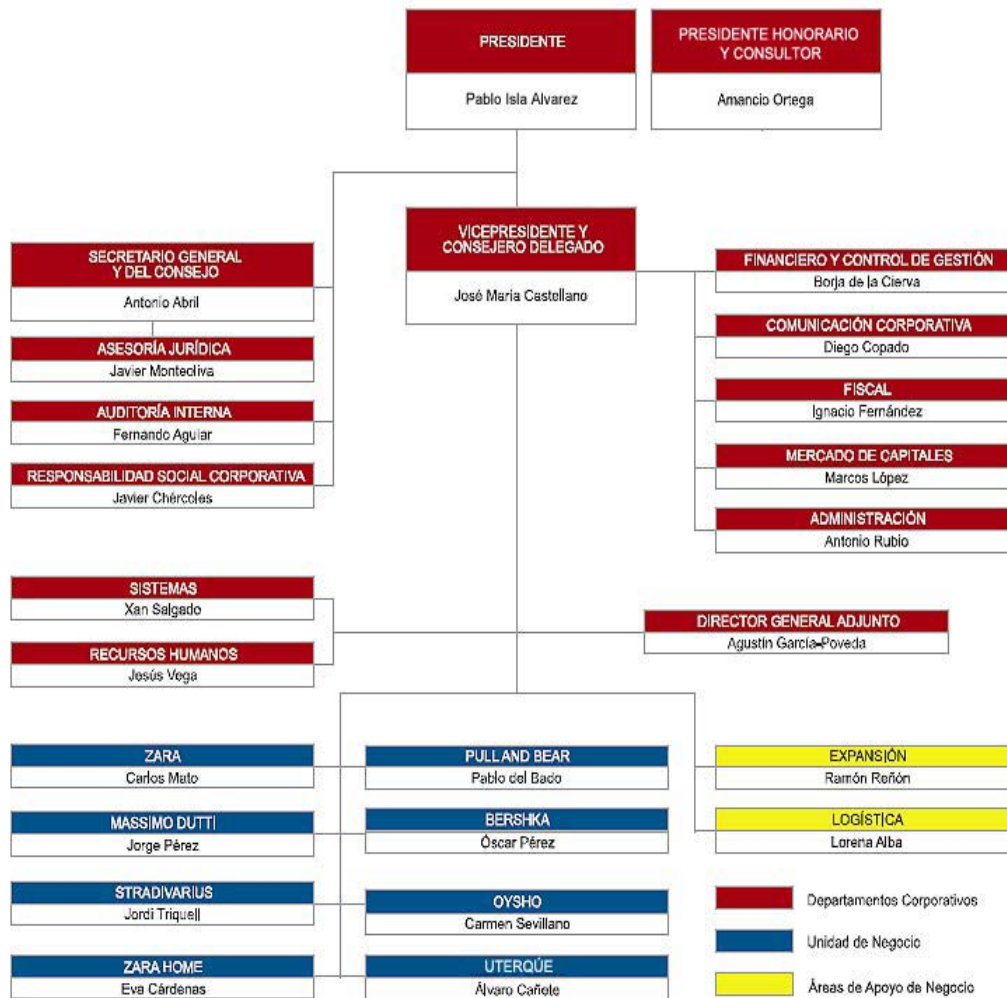 PRESIDENTE
Pablo Isla Alvarez
PRESIDENTE HONORARIO
Y CONSULTOR
Amancio Ortega
VICEPRESIDENTE Y
CONSEJERO DELEGADO
José María Castellano
SECRETARIO GENERAL
Y DEL CONSEJO
Antonio Abril
ASESORÍA JURÍDICA
Javier Monteoliva
AUDITORÍA INTERNA
Fernando Aguiar
RESPONSABILIDAD SOCIAL CORPORATIVA
Javier Chércoles
FINANCIERO Y CONTROL DE GESTIÓN
Borja de la Cierva
COMUNICACIÓN CORPORATIVA
Diego Copado
FISCAL
Ignacio Fernández
MERCADO DE CAPITALES
Marcos López
ADMINISTRACIÓN
Antonio Rubio
SISTEMAS
Xan Salgado
RECURSOS HUMANOS
Jesús Vega
DIRECTOR GENERAL ADJUNTO
Agustín García-Poveda
ZARA
Carlos Mato
MASSIMO DUTTI
Jorge Pérez
STRADIVARIUS
Jordi Triquell
ZARA HOME
Eva Cárdenas
PULL AND BEAR
Pablo del Bado
BERSHKA
Óscar Pérez
OYSHO
Carmen Sevillano
UTERQÜE
Álvaro Cañete
EXPANSIÓN
Ramón Reñón
LOGÍSTICA
Lorena Alba
Departamentos Corporativos
Unidad de Negocio
Áreas de Apoyo de Negocio